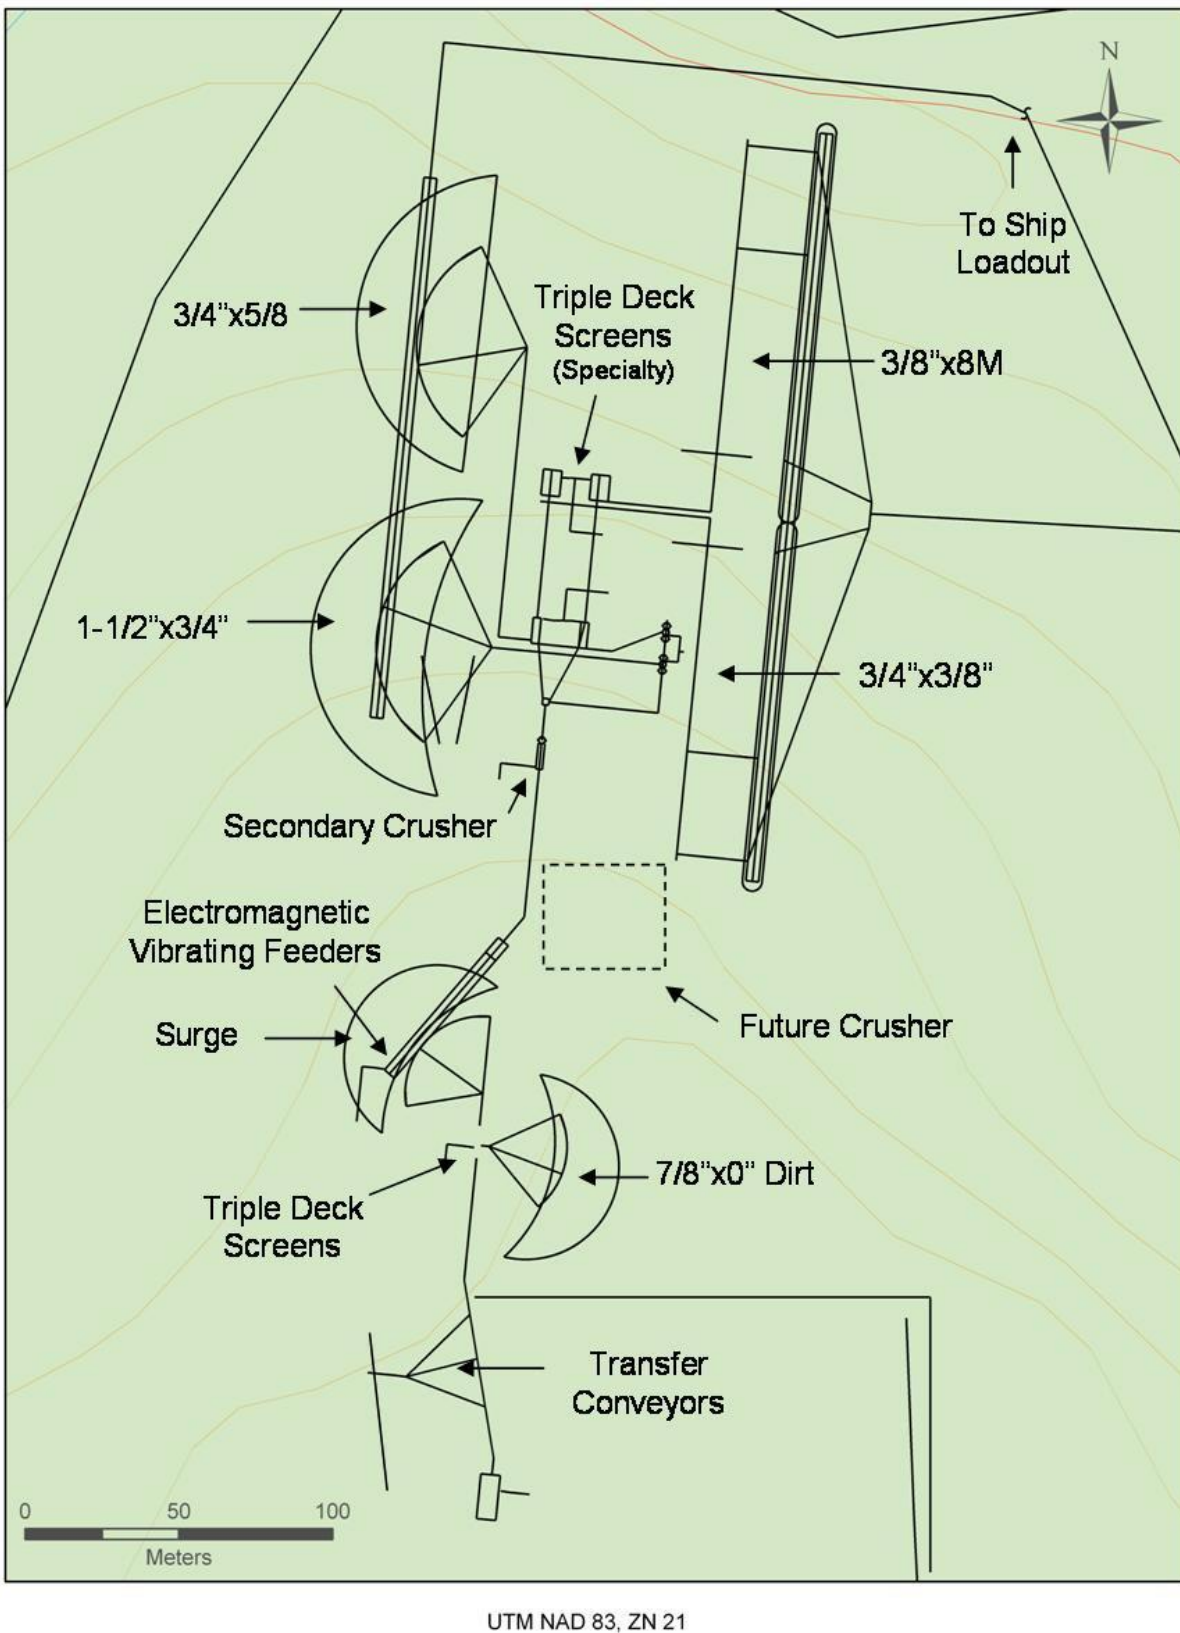 N
To Ship
Loadout
3/4"x5/8
Triple Deck
Screens
(Specialty)
3/8"x8M
1-1/2"x3/4"
3/4"x3/8"
Secondary Crusher
Electromagnetic
Vibrating Feeders
Surge
Future Crusher
7/8"x0" Dirt
Triple Deck
Screens
Transfer
Conveyors
0 50 100
Meters
UTM NAD 83, ZN 21